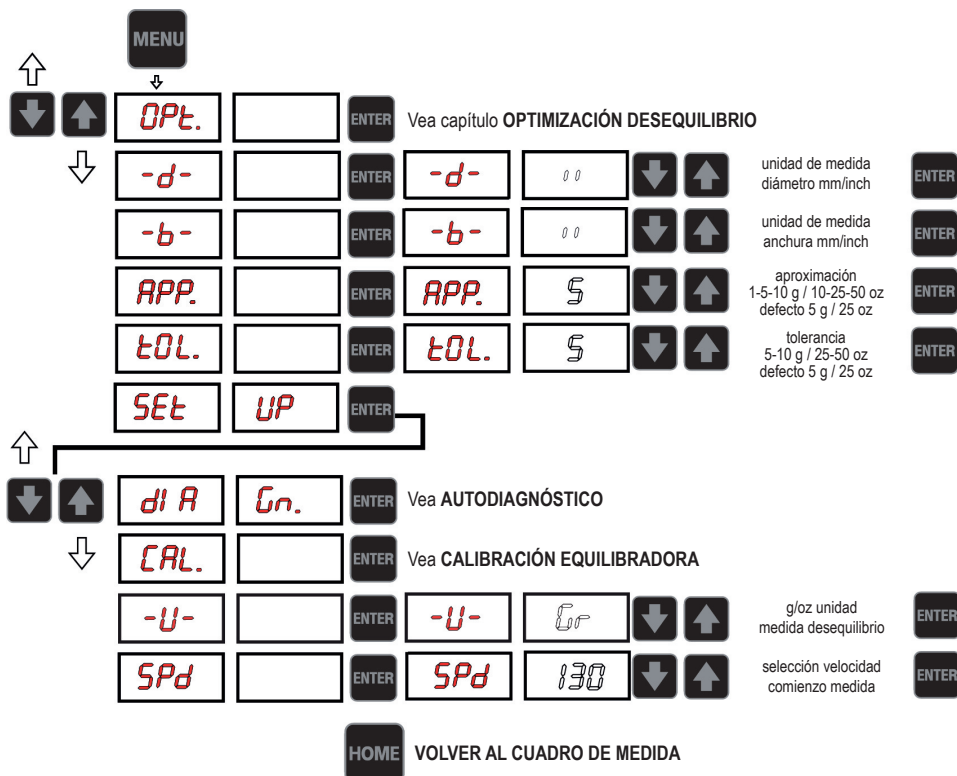 MENU
OPt. ENTER Vea capítulo OPTIMIZACIÓN DESEQUILIBRIO
-d- ENTER -d- '' unidad de medida
diámetro mm/inch ENTER
-b- ENTER -b- '' unidad de medida
anchura mm/inch ENTER
APP. ENTER APP. 5 aproximación
1-5-10 g / 10-25-50 oz
defecto 5 g / 25 oz ENTER
tOL. ENTER tOL. 5 tolerancia
5-10 g / 25-50 oz
defecto 5 g / 25 oz ENTER
SEt UP ENTER
dIA Gn. ENTER Vea AUTODIAGNÓSTICO
CAL. ENTER Vea CALIBRACIÓN EQUILIBRADORA
-U- ENTER -U- Gr g/oz unidad
medida desequilibrio ENTER
SPd ENTER SPd 130 selección velocidad
comienzo medida ENTER
HOME VOLVER AL CUADRO DE MEDIDA